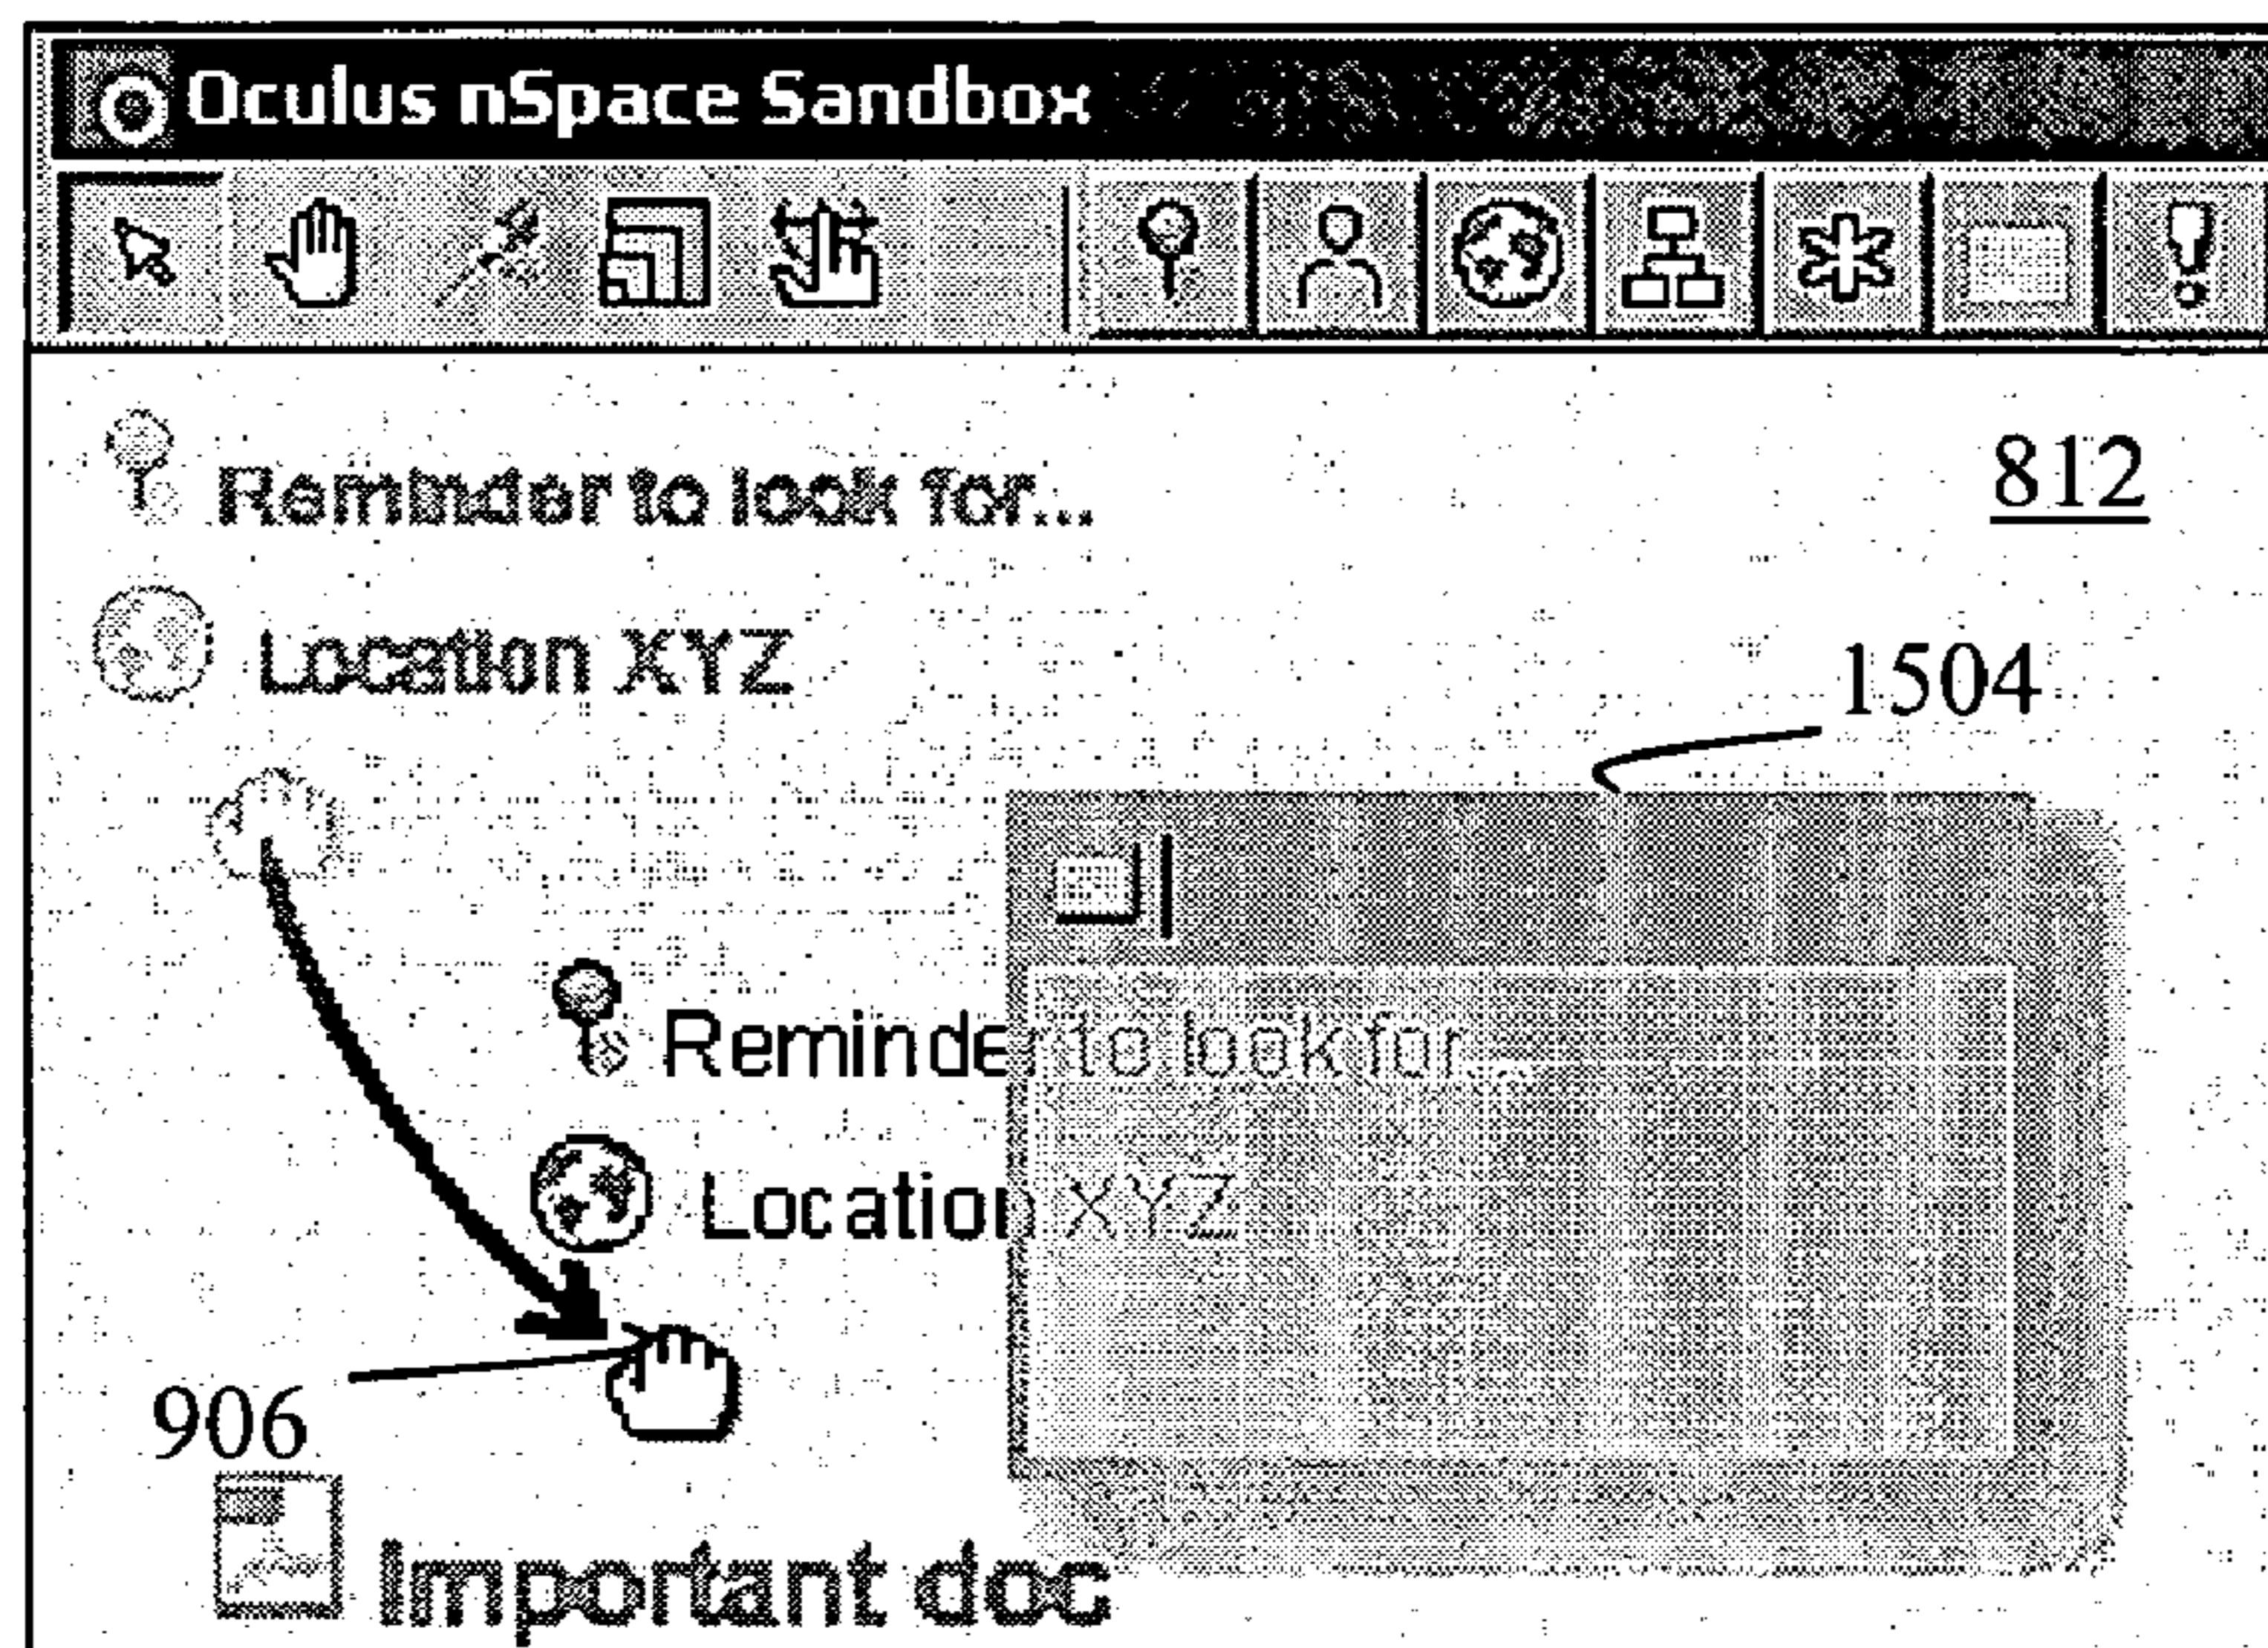 Oculus nSpace Sandbox
Reminder to look for...
812
Location XYZ
1504
Reminder to look for...
Location XYZ
906
Important doc